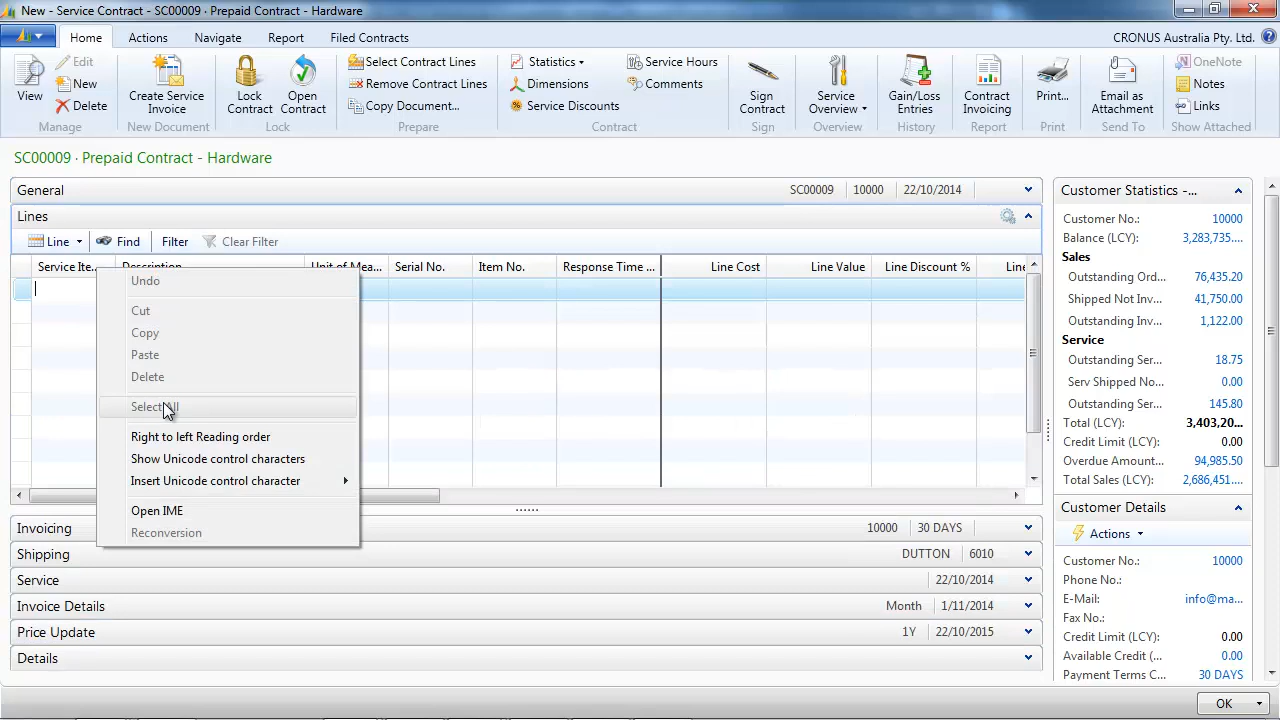 New - Service Contract - SC00009 · Prepaid Contract - Hardware
Home Actions Navigate Report Filed Contracts CRONUS Australia Pty. Ltd.
View Edit New Delete Create Service Invoice Lock Contract Open Contract Select Contract Lines Remove Contract Lines Copy Document... Statistics Dimensions Service Discounts Service Hours Comments Sign Contract Service Overview Gain/Loss Entries Contract Invoicing Print... Email as Attachment OneNote Notes Links
Manage New Document Lock Prepare Contract Sign Overview History Report Print Send To Show Attached
SC00009 · Prepaid Contract - Hardware
General SC00009 10000 22/10/2014
Lines
Line Find Filter Clear Filter
Service Ite... Description Unit of Mea... Serial No. Item No. Response Time ... Line Cost Line Value Line Discount %
Undo
Cut
Copy
Paste
Delete
Select All
Right to left Reading order
Show Unicode control characters
Insert Unicode control character
Open IME
Reconversion
Invoicing 10000 30 DAYS
Shipping DUTTON 6010
Service 22/10/2014
Invoice Details Month 1/11/2014
Price Update 1Y 22/10/2015
Details
Customer Statistics -...
Customer No.: 10000
Balance (LCY): 3,283,735....
Sales
Outstanding Ord... 76,435.20
Shipped Not Inv... 41,750.00
Outstanding Inv... 1,122.00
Service
Outstanding Ser... 18.75
Serv Shipped No... 0.00
Outstanding Ser... 145.80
Total (LCY): 3,403,20...
Credit Limit (LCY): 0.00
Overdue Amount... 94,985.50
Total Sales (LCY): 2,686,451....
Customer Details
Actions
Customer No.: 10000
Phone No.:
E-Mail: info@ma...
Fax No.:
Credit Limit (LCY): 0.00
Available Credit (... 0.00
Payment Terms C... 30 DAYS
OK